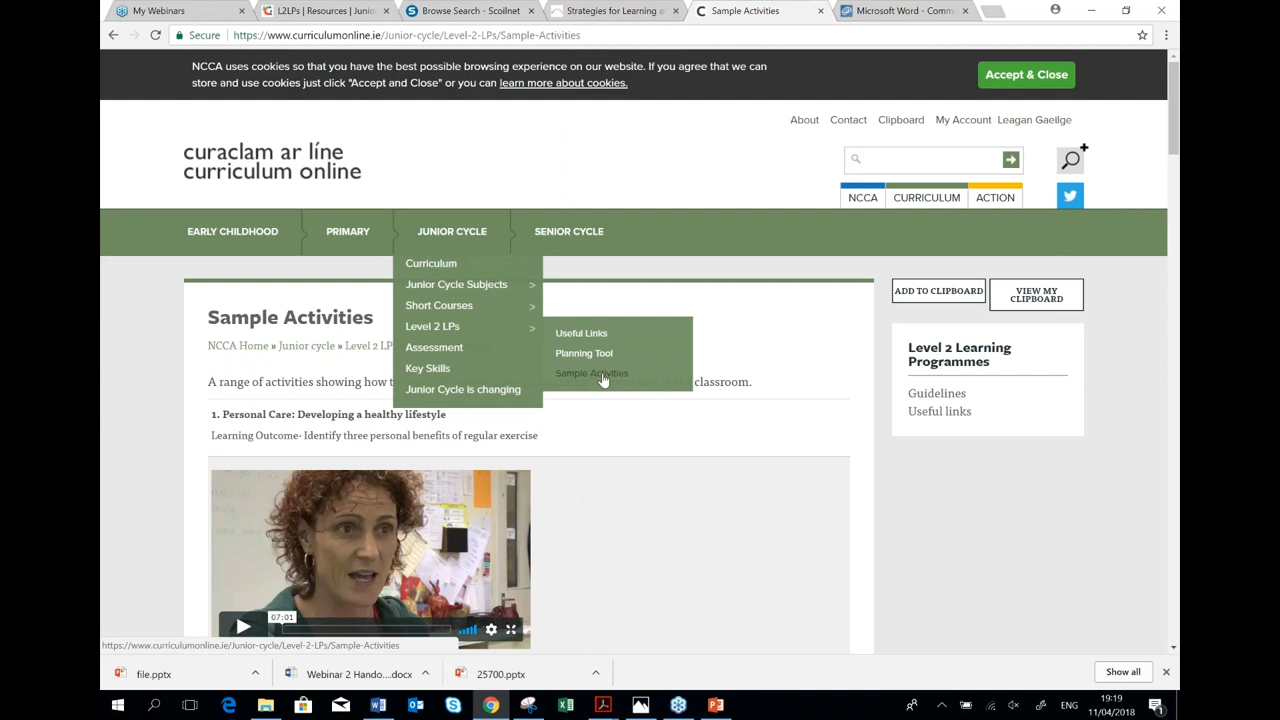 My Webinars
L2LPs | Resources | Junio
Browse Search - Scoilnet
Strategies for Learning a
Sample Activities
Microsoft Word - Comm
Secure
https://www.curriculumonline.ie/Junior-cycle/Level-2-LPs/Sample-Activities
NCCA uses cookies so that you have the best possible browsing experience on our website. If you agree that we can
store and use cookies just click "Accept and Close" or you can learn more about cookies.
Accept & Close
About Contact Clipboard My Account Leagan Gaeilge
curaclam ar líne
curriculum online
NCCA CURRICULUM ACTION
EARLY CHILDHOOD PRIMARY JUNIOR CYCLE SENIOR CYCLE
Curriculum
Junior Cycle Subjects >
Short Courses >
Level 2 LPs >
Assessment
Key Skills
Junior Cycle is changing
Useful Links
Planning Tool
Sample Activities
Sample Activities
NCCA Home » Junior cycle » Level 2 LP
A range of activities showing how t
classroom.
1. Personal Care: Developing a healthy lifestyle
Learning Outcome- Identify three personal benefits of regular exercise
07:01
ADD TO CLIPBOARD
VIEW MY
CLIPBOARD
Level 2 Learning
Programmes
Guidelines
Useful links
https://www.curriculumonline.ie/Junior-cycle/Level-2-LPs/Sample-Activities
file.pptx
Webinar 2 Hando....docx
25700.pptx
Show all
ENG
19:19
11/04/2018
1